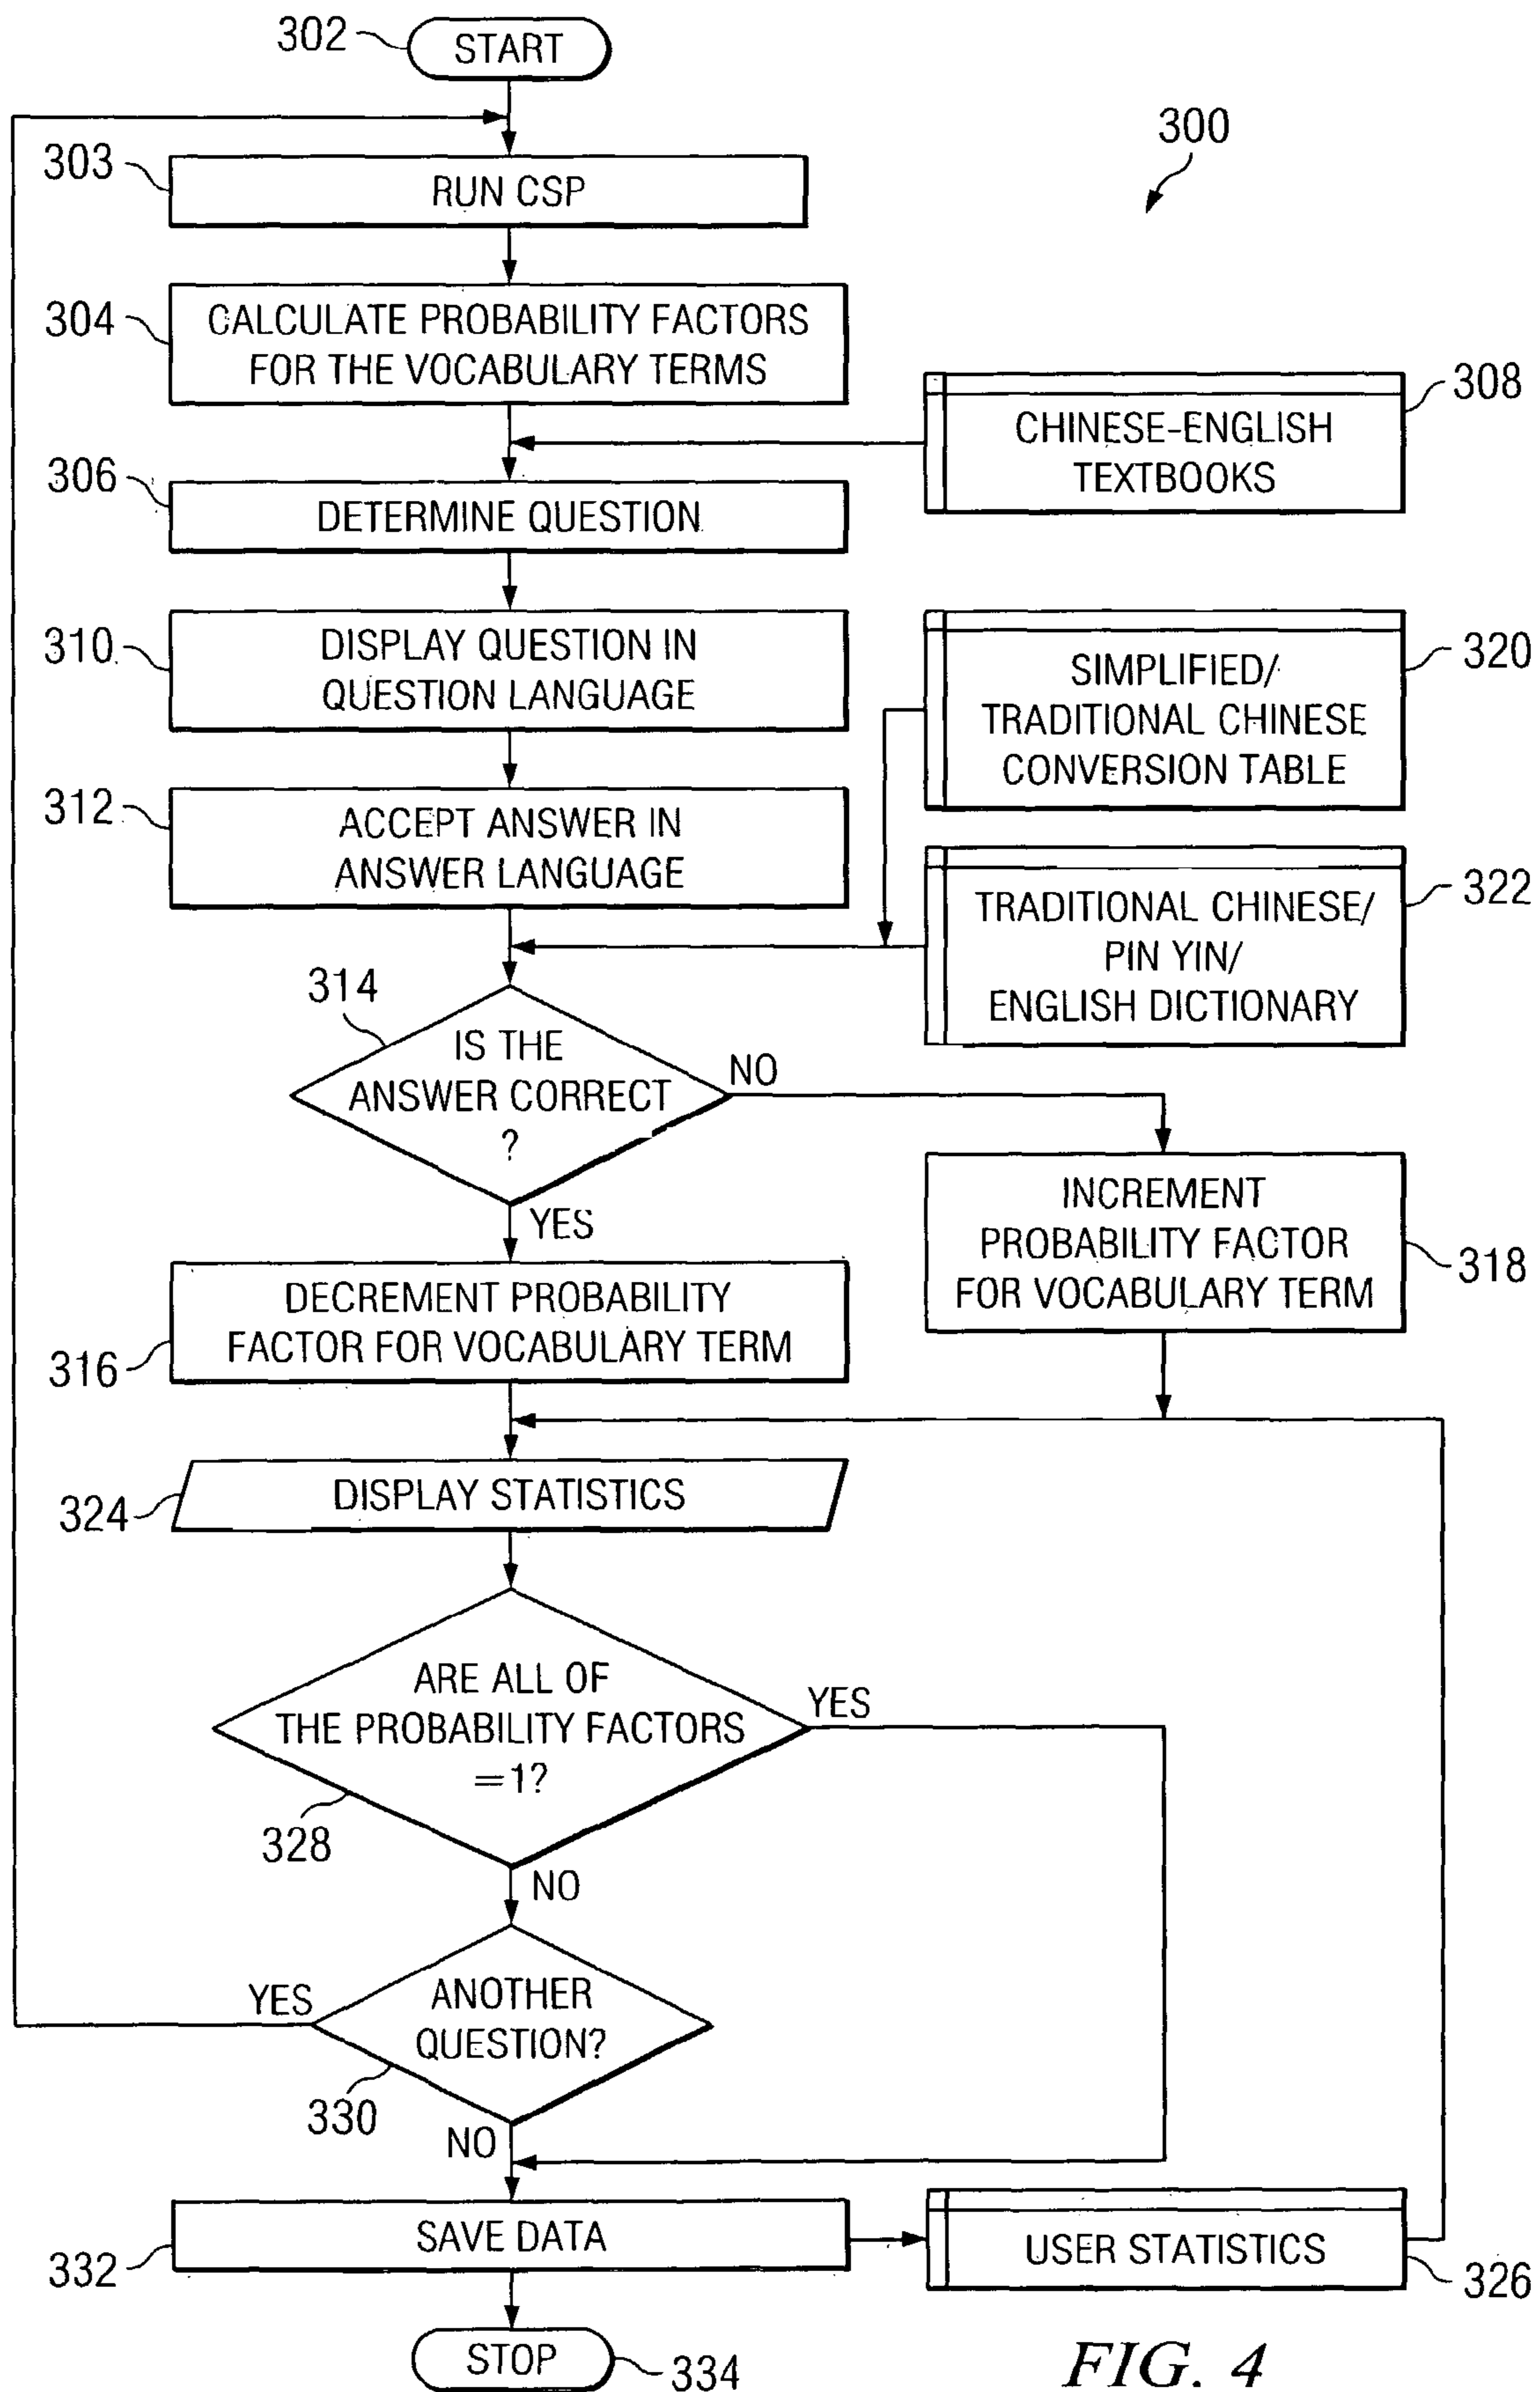 302
START
300
303
RUN CSP
304
CALCULATE PROBABILITY FACTORS
FOR THE VOCABULARY TERMS
308
CHINESE-ENGLISH
TEXTBOOKS
306
DETERMINE QUESTION
310
DISPLAY QUESTION IN
QUESTION LANGUAGE
320
SIMPLIFIED/
TRADITIONAL CHINESE
CONVERSION TABLE
312
ACCEPT ANSWER IN
ANSWER LANGUAGE
322
TRADITIONAL CHINESE/
PIN YIN/
ENGLISH DICTIONARY
314
IS THE
ANSWER CORRECT
?
NO
YES
INCREMENT
PROBABILITY FACTOR
FOR VOCABULARY TERM
318
DECREMENT PROBABILITY
FACTOR FOR VOCABULARY TERM
316
DISPLAY STATISTICS
324
ARE ALL OF
THE PROBABILITY FACTORS
=1?
YES
328
NO
ANOTHER
QUESTION?
YES
330
NO
SAVE DATA
332
USER STATISTICS
326
STOP
334
FIG. 4